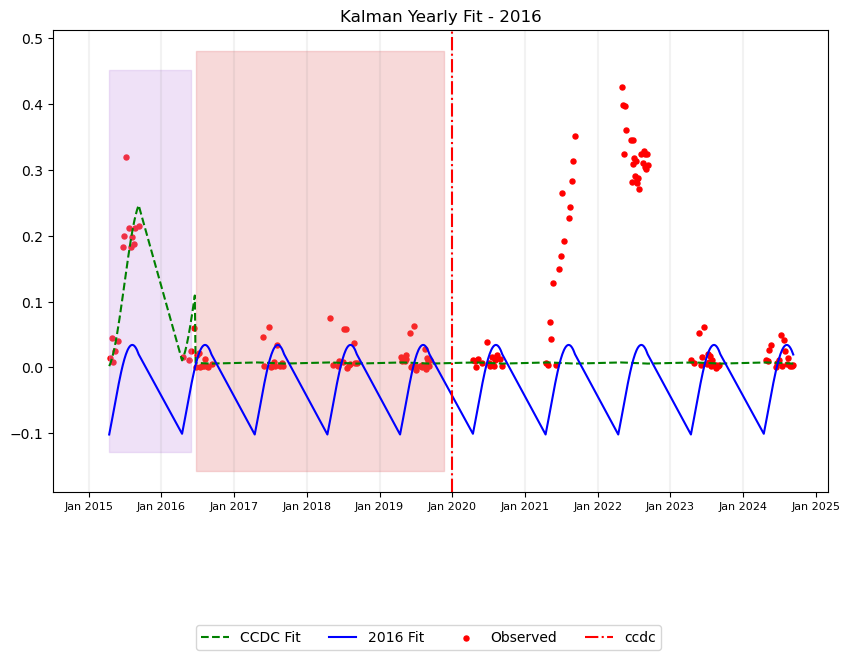 Kalman Yearly Fit - 2016
0.5
0.4
0.3
0.2
0.1
0.0
−0.1
Jan 2015 Jan 2016 Jan 2017 Jan 2018 Jan 2019 Jan 2020 Jan 2021 Jan 2022 Jan 2023 Jan 2024 Jan 2025
CCDC Fit 2016 Fit Observed ccdc